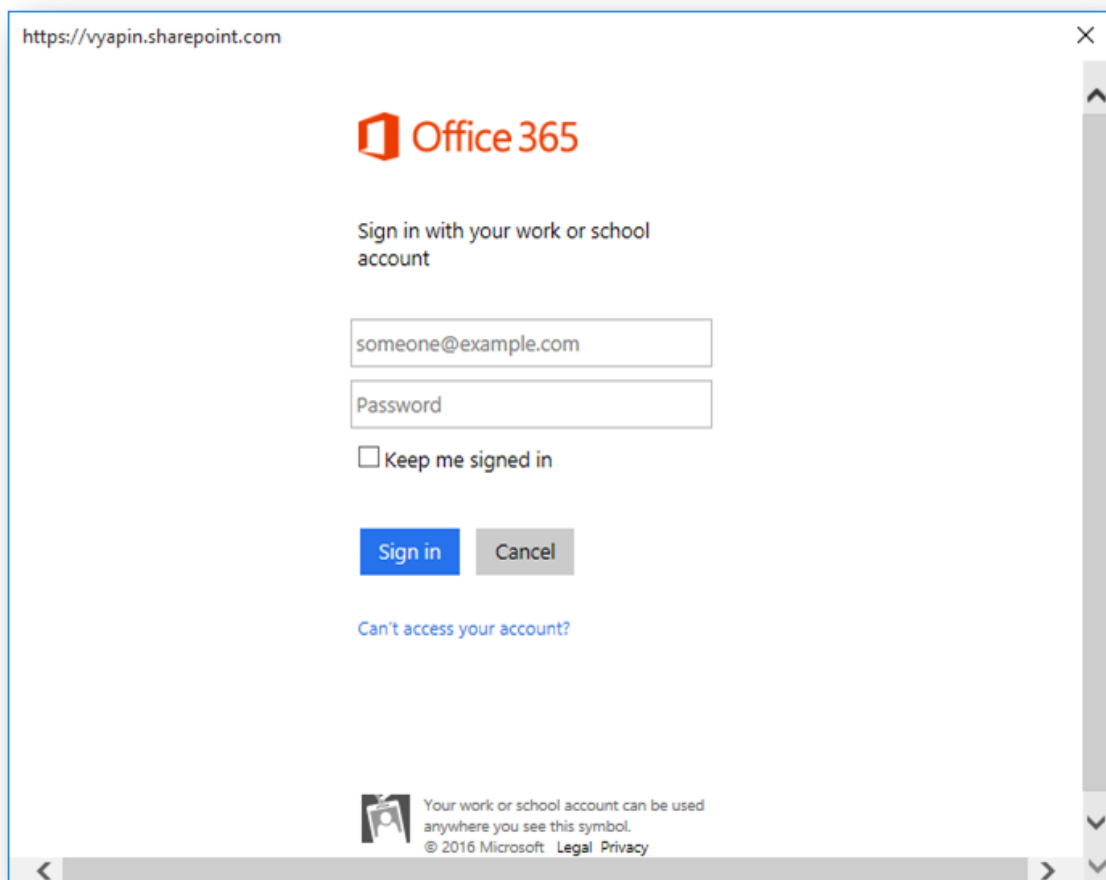 https://vyapin.sharepoint.com
Office 365
Sign in with your work or school
account
someone@example.com
Password
Keep me signed in
Sign in Cancel
Can't access your account?
Your work or school account can be used
anywhere you see this symbol.
© 2016 Microsoft Legal Privacy